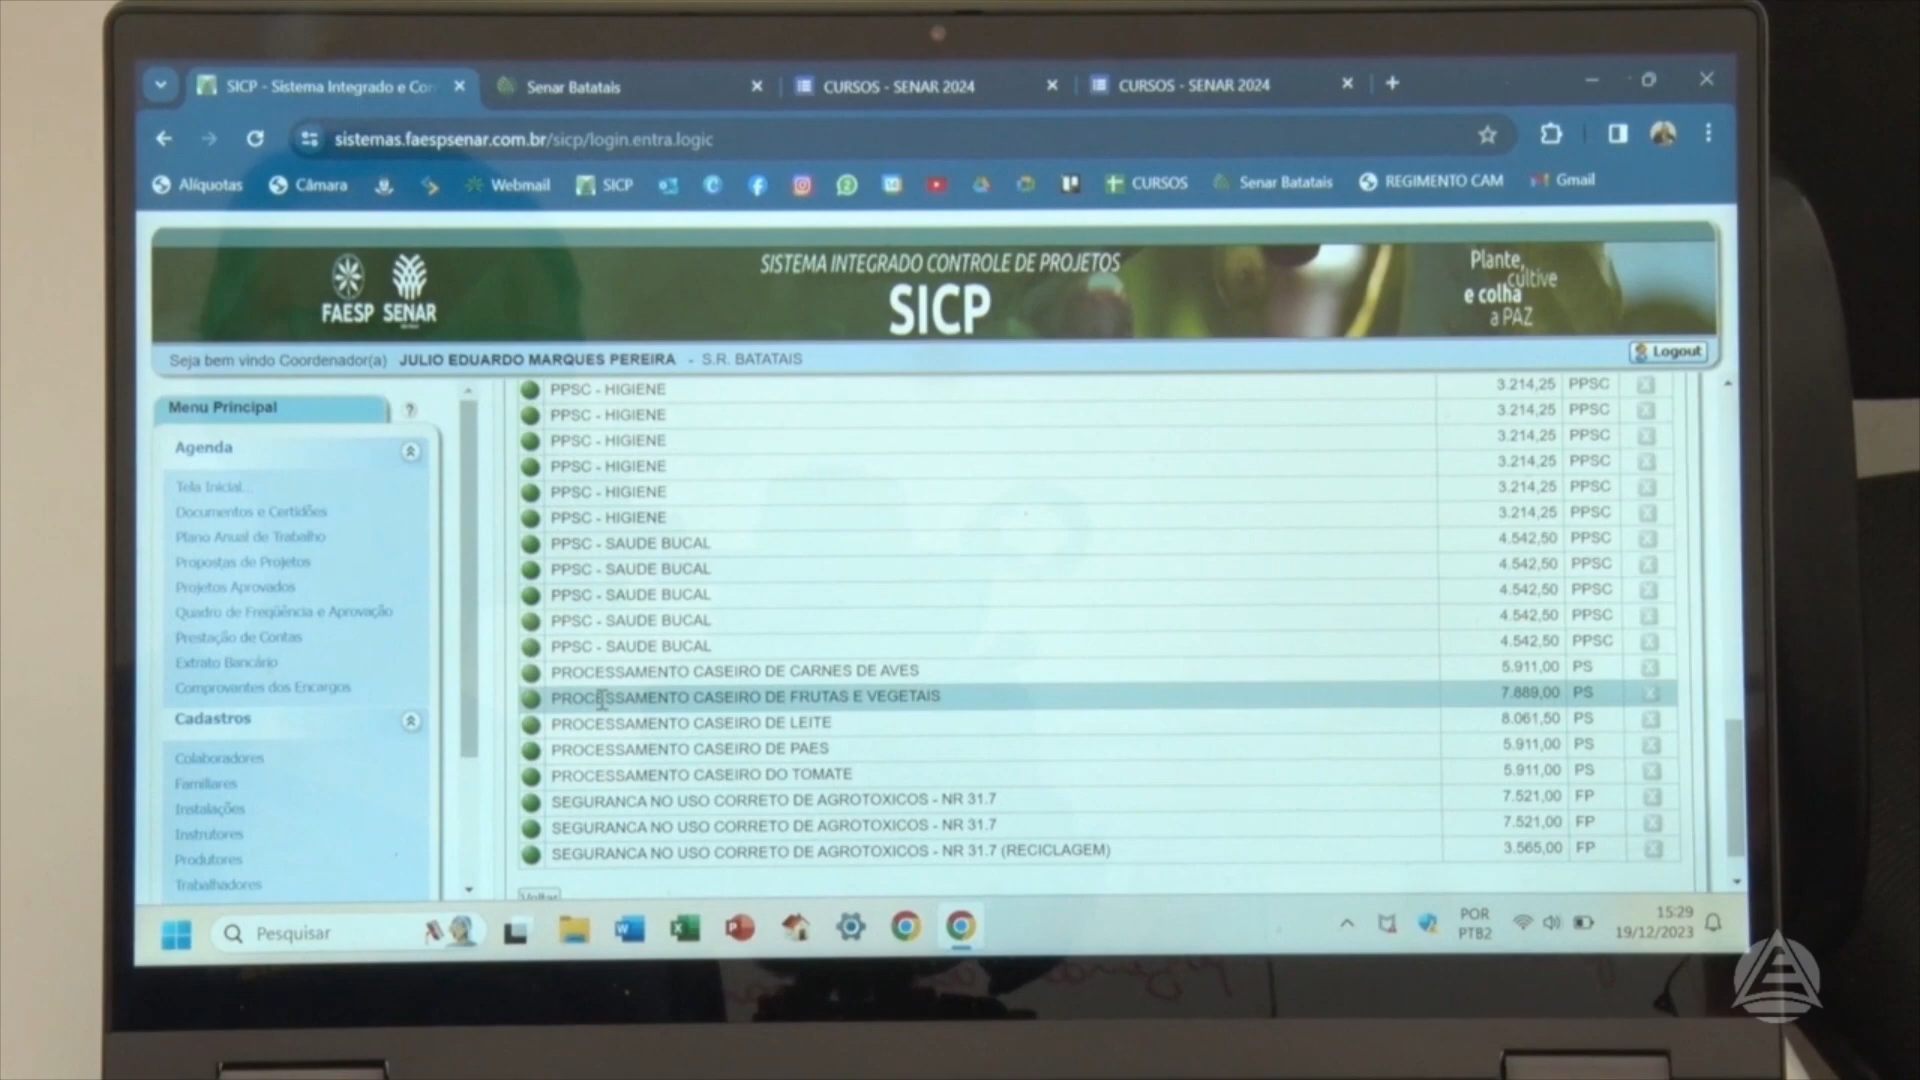 SICP - Sistema Integrado e Con
Senar Batatais
CURSOS - SENAR 2024
CURSOS - SENAR 2024
sistemas.faespsenar.com.br/sicp/login.entra.logic
Alíquotas
Câmara
Webmail
SICP
CURSOS
Senar Batatais
REGIMENTO CAM
Gmail
FAESP SENAR
SISTEMA INTEGRADO CONTROLE DE PROJETOS
SICP
Plante,
cultive
e colha
a PAZ
Seja bem vindo Coordenador(a) JULIO EDUARDO MARQUES PEREIRA - S.R. BATATAIS
Logout
Menu Principal
Agenda
Tela Inicial...
Documentos e Certidões
Plano Anual de Trabalho
Propostas de Projetos
Projetos Aprovados
Quadro de Freqüência e Aprovação
Prestação de Contas
Extrato Bancário
Comprovantes dos Encargos
Cadastros
Colaboradores
Familiares
Instalações
Instrutores
Produtores
Trabalhadores
PPSC - HIGIENE 3.214,25 PPSC
PPSC - HIGIENE 3.214,25 PPSC
PPSC - HIGIENE 3.214,25 PPSC
PPSC - HIGIENE 3.214,25 PPSC
PPSC - HIGIENE 3.214,25 PPSC
PPSC - HIGIENE 3.214,25 PPSC
PPSC - SAUDE BUCAL 4.542,50 PPSC
PPSC - SAUDE BUCAL 4.542,50 PPSC
PPSC - SAUDE BUCAL 4.542,50 PPSC
PPSC - SAUDE BUCAL 4.542,50 PPSC
PPSC - SAUDE BUCAL 4.542,50 PPSC
PROCESSAMENTO CASEIRO DE CARNES DE AVES 5.911,00 PS
PROCESSAMENTO CASEIRO DE FRUTAS E VEGETAIS 7.889,00 PS
PROCESSAMENTO CASEIRO DE LEITE 8.061,50 PS
PROCESSAMENTO CASEIRO DE PAES 5.911,00 PS
PROCESSAMENTO CASEIRO DO TOMATE 5.911,00 PS
SEGURANCA NO USO CORRETO DE AGROTOXICOS - NR 31.7 7.521,00 FP
SEGURANCA NO USO CORRETO DE AGROTOXICOS - NR 31.7 7.521,00 FP
SEGURANCA NO USO CORRETO DE AGROTOXICOS - NR 31.7 (RECICLAGEM) 3.565,00 FP
Voltar
Pesquisar
POR
PTB2
15:29
19/12/2023